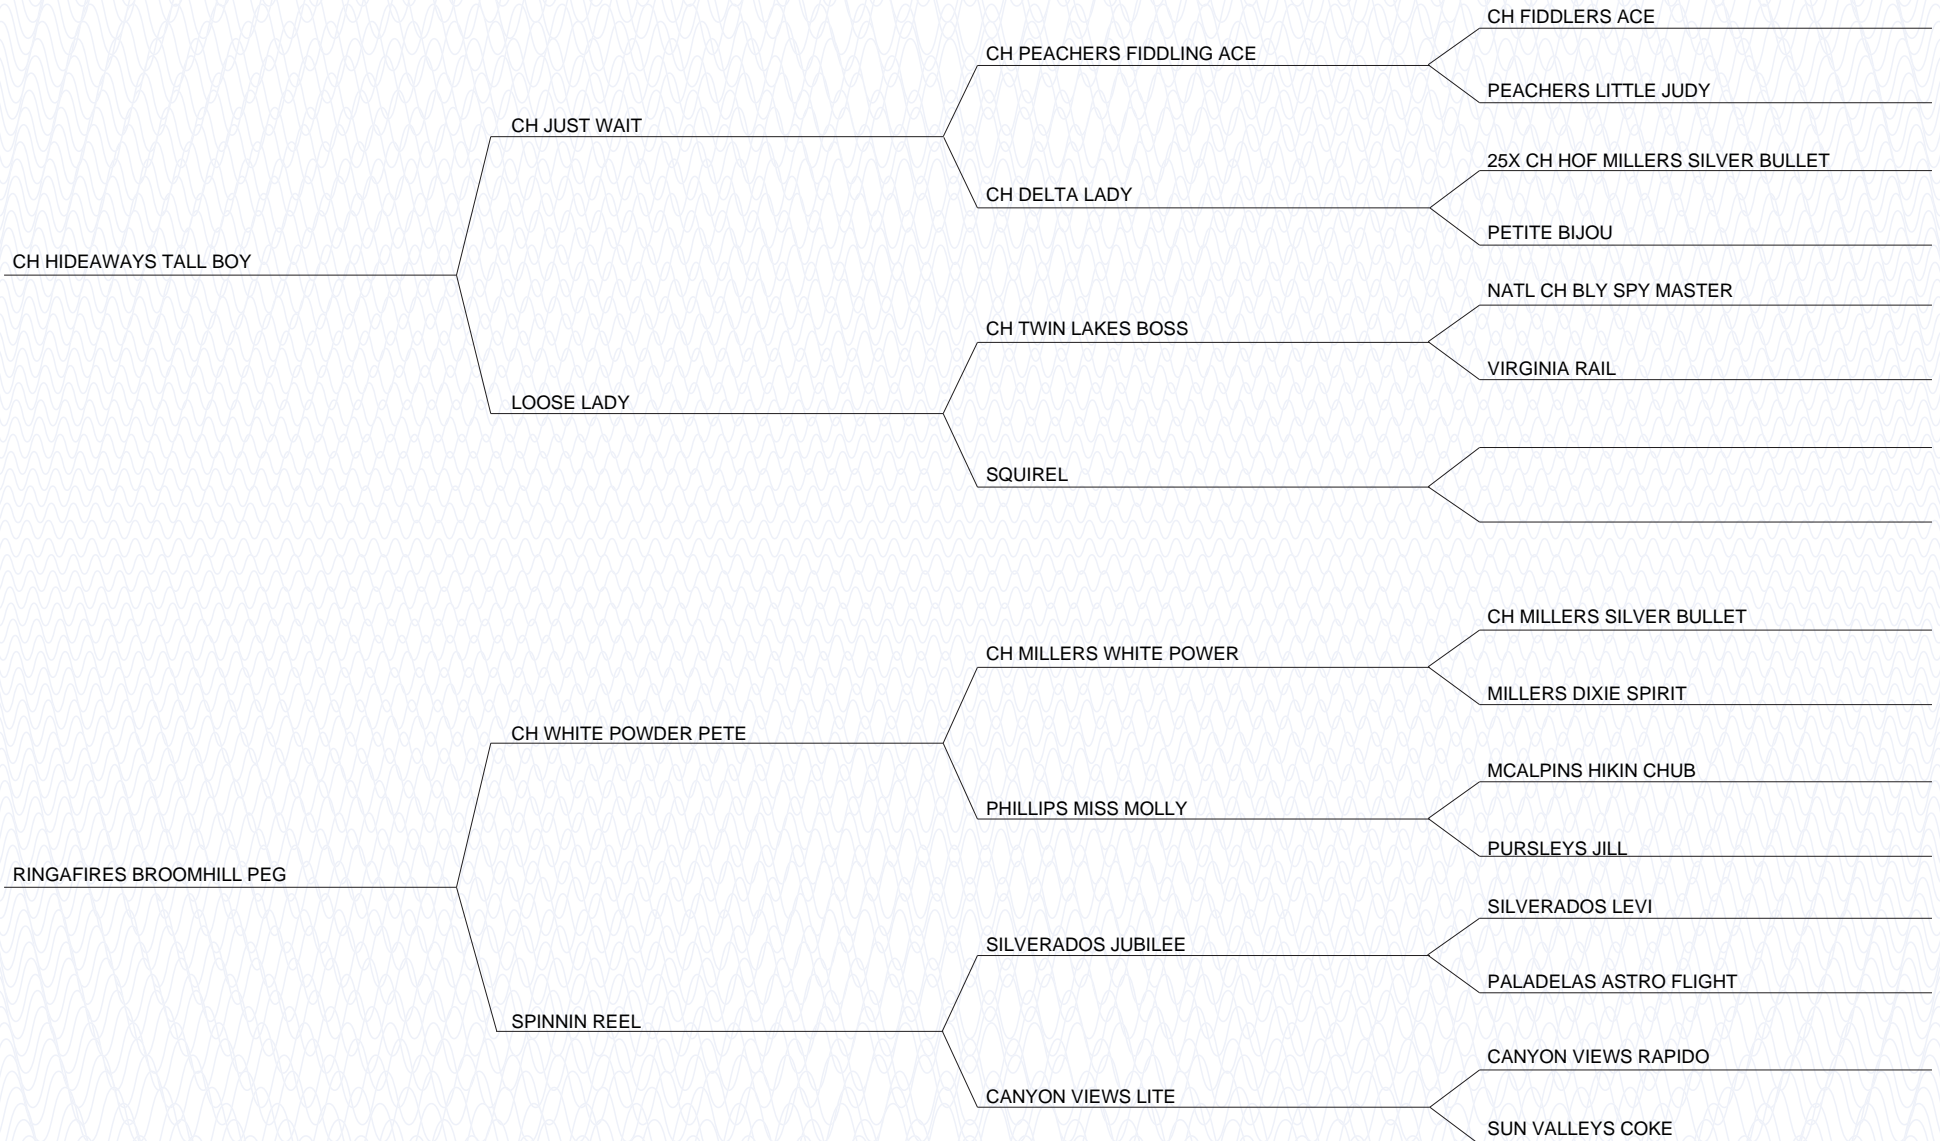 CH FIDDLERS ACE
CH PEACHERS FIDDLING ACE
PEACHERS LITTLE JUDY
CH JUST WAIT
25X CH HOF MILLERS SILVER BULLET
CH DELTA LADY
PETITE BIJOU
CH HIDEAWAYS TALL BOY
NATL CH BLY SPY MASTER
CH TWIN LAKES BOSS
VIRGINIA RAIL
LOOSE LADY
SQUIREL
CH MILLERS SILVER BULLET
CH MILLERS WHITE POWER
MILLERS DIXIE SPIRIT
CH WHITE POWDER PETE
MCALPINS HIKIN CHUB
PHILLIPS MISS MOLLY
PURSLEYS JILL
RINGAFIRES BROOMHILL PEG
SILVERADOS LEVI
SILVERADOS JUBILEE
PALADELAS ASTRO FLIGHT
SPINNIN REEL
CANYON VIEWS RAPIDO
CANYON VIEWS LITE
SUN VALLEYS COKE